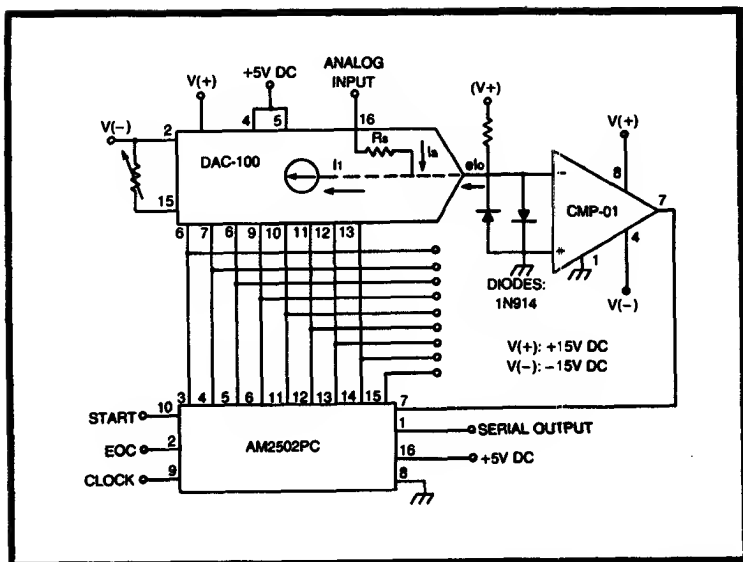 ANALOG
INPUT
+5V DC
V(+)
(V+)
V(+)
V(−)
2
4 5
16
Rs
DAC-100
I1
Ia
eIo
-
8
7
CMP-01
15
+
1
4
6 7 6 9 10 11 12 13
DIODES:
1N914
V(−)
V(+): +15V DC
V(−): −15V DC
3 4 5 6 11 12 13 14 15
7
START
10
1
SERIAL OUTPUT
EOC
2
AM2502PC
16
+5V DC
CLOCK
9
8